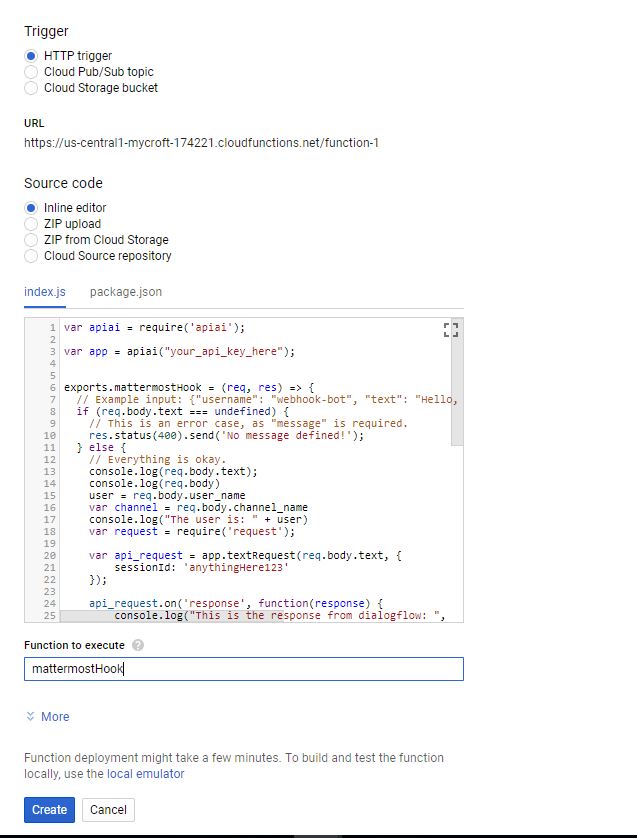 Trigger
HTTP trigger
Cloud Pub/Sub topic
Cloud Storage bucket
URL
https://us-central1-mycroft-174221.cloudfunctions.net/function-1
Source code
Inline editor
ZIP upload
ZIP from Cloud Storage
Cloud Source repository
index.js package.json
1 var apiai = require('apiai');
2
3 var app = apiai("your_api_key_here");
4
5
6 exports.mattermostHook = (req, res) => {
7 // Example input: {"username": "webhook-bot", "text": "Hello,
8 if (req.body.text === undefined) {
9 // This is an error case, as "message" is required.
10 res.status(400).send('No message defined!');
11 } else {
12 // Everything is okay.
13 console.log(req.body.text);
14 console.log(req.body)
15 user = req.body.user_name
16 var channel = req.body.channel_name
17 console.log("The user is: " + user)
18 var request = require('request');
19
20 var api_request = app.textRequest(req.body.text, {
21 sessionId: 'anythingHere123'
22 });
23
24 api_request.on('response', function(response) {
25 console.log("This is the response from dialogflow: ",
Function to execute ?
mattermostHook
More
Function deployment might take a few minutes. To build and test the function
locally, use the local emulator
Create Cancel